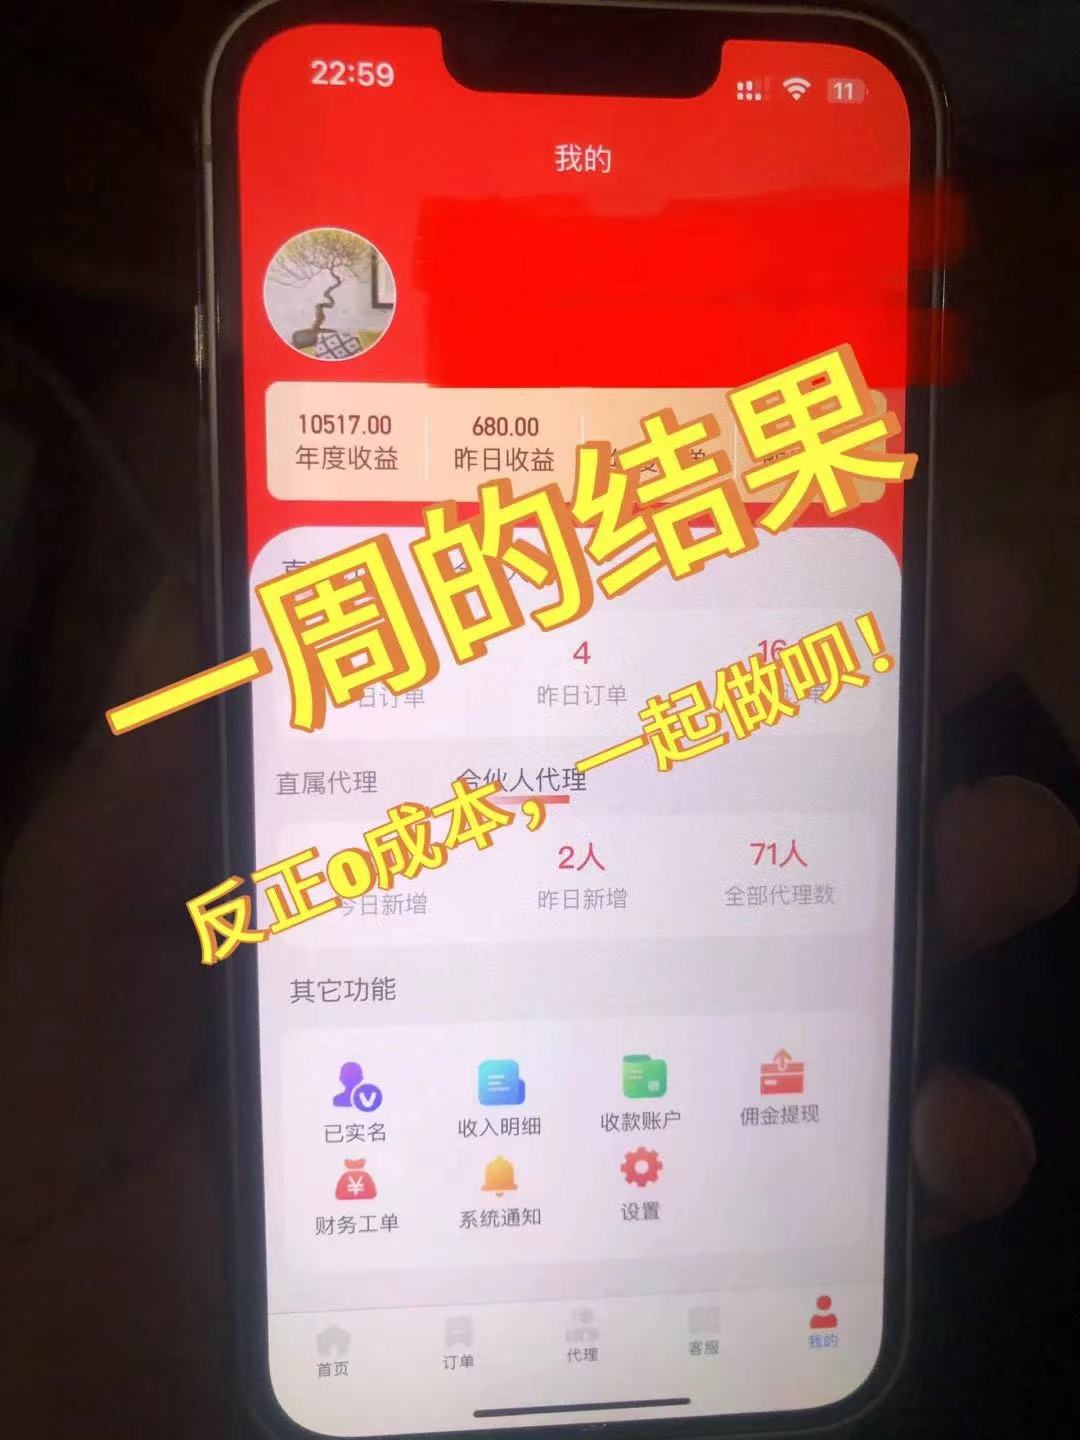 22:59
11
我的
10517.00
年度收益
680.00
昨日收益
一周的结果
4
昨日订单
16
日订单
反正0成本，一起做呗！
直属代理
合伙人代理
2人
昨日新增
71人
全部代理数
今日新增
其它功能
已实名
收入明细
收款账户
佣金提现
财务工单
系统通知
设置
首页
订单
代理
客服
我的